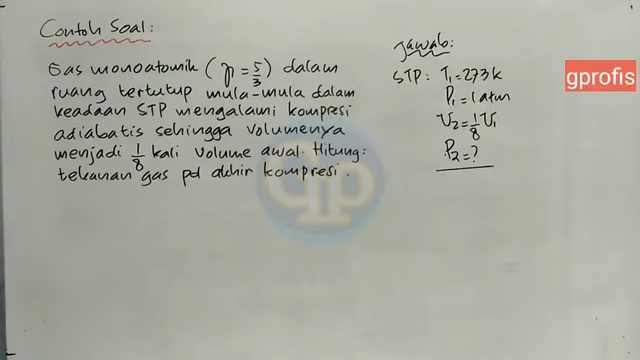 Contoh Soal:
Gas monoatomik (γ = 5/3) dalam
ruang tertutup mula-mula dalam
keadaan STP mengalami kompresi
adiabatis sehingga volumenya
menjadi 1/8 kali volume awal. Hitung:
tekanan gas pd akhir kompresi.
Jawab:
STP: T₁ = 273 K
P₁ = 1 atm
V₂ = 1/8 V₁
P₂ = ?
gprofis